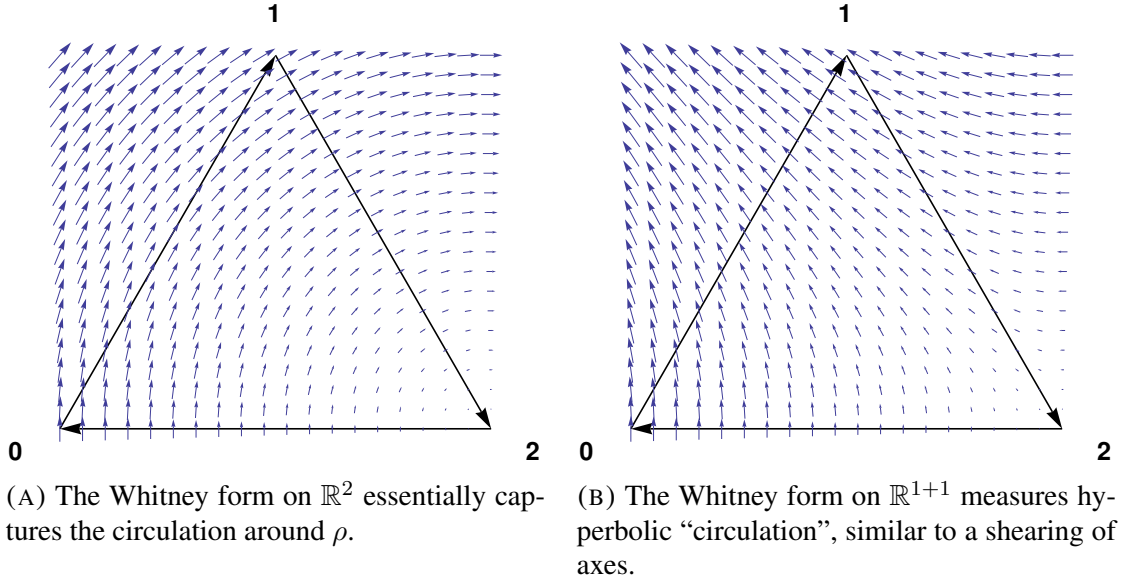 1
0
2
(A) The Whitney form on ℝ² essentially cap-
tures the circulation around ρ.
1
0
2
(B) The Whitney form on ℝ¹⁺¹ measures hy-
perbolic “circulation”, similar to a shearing of
axes.